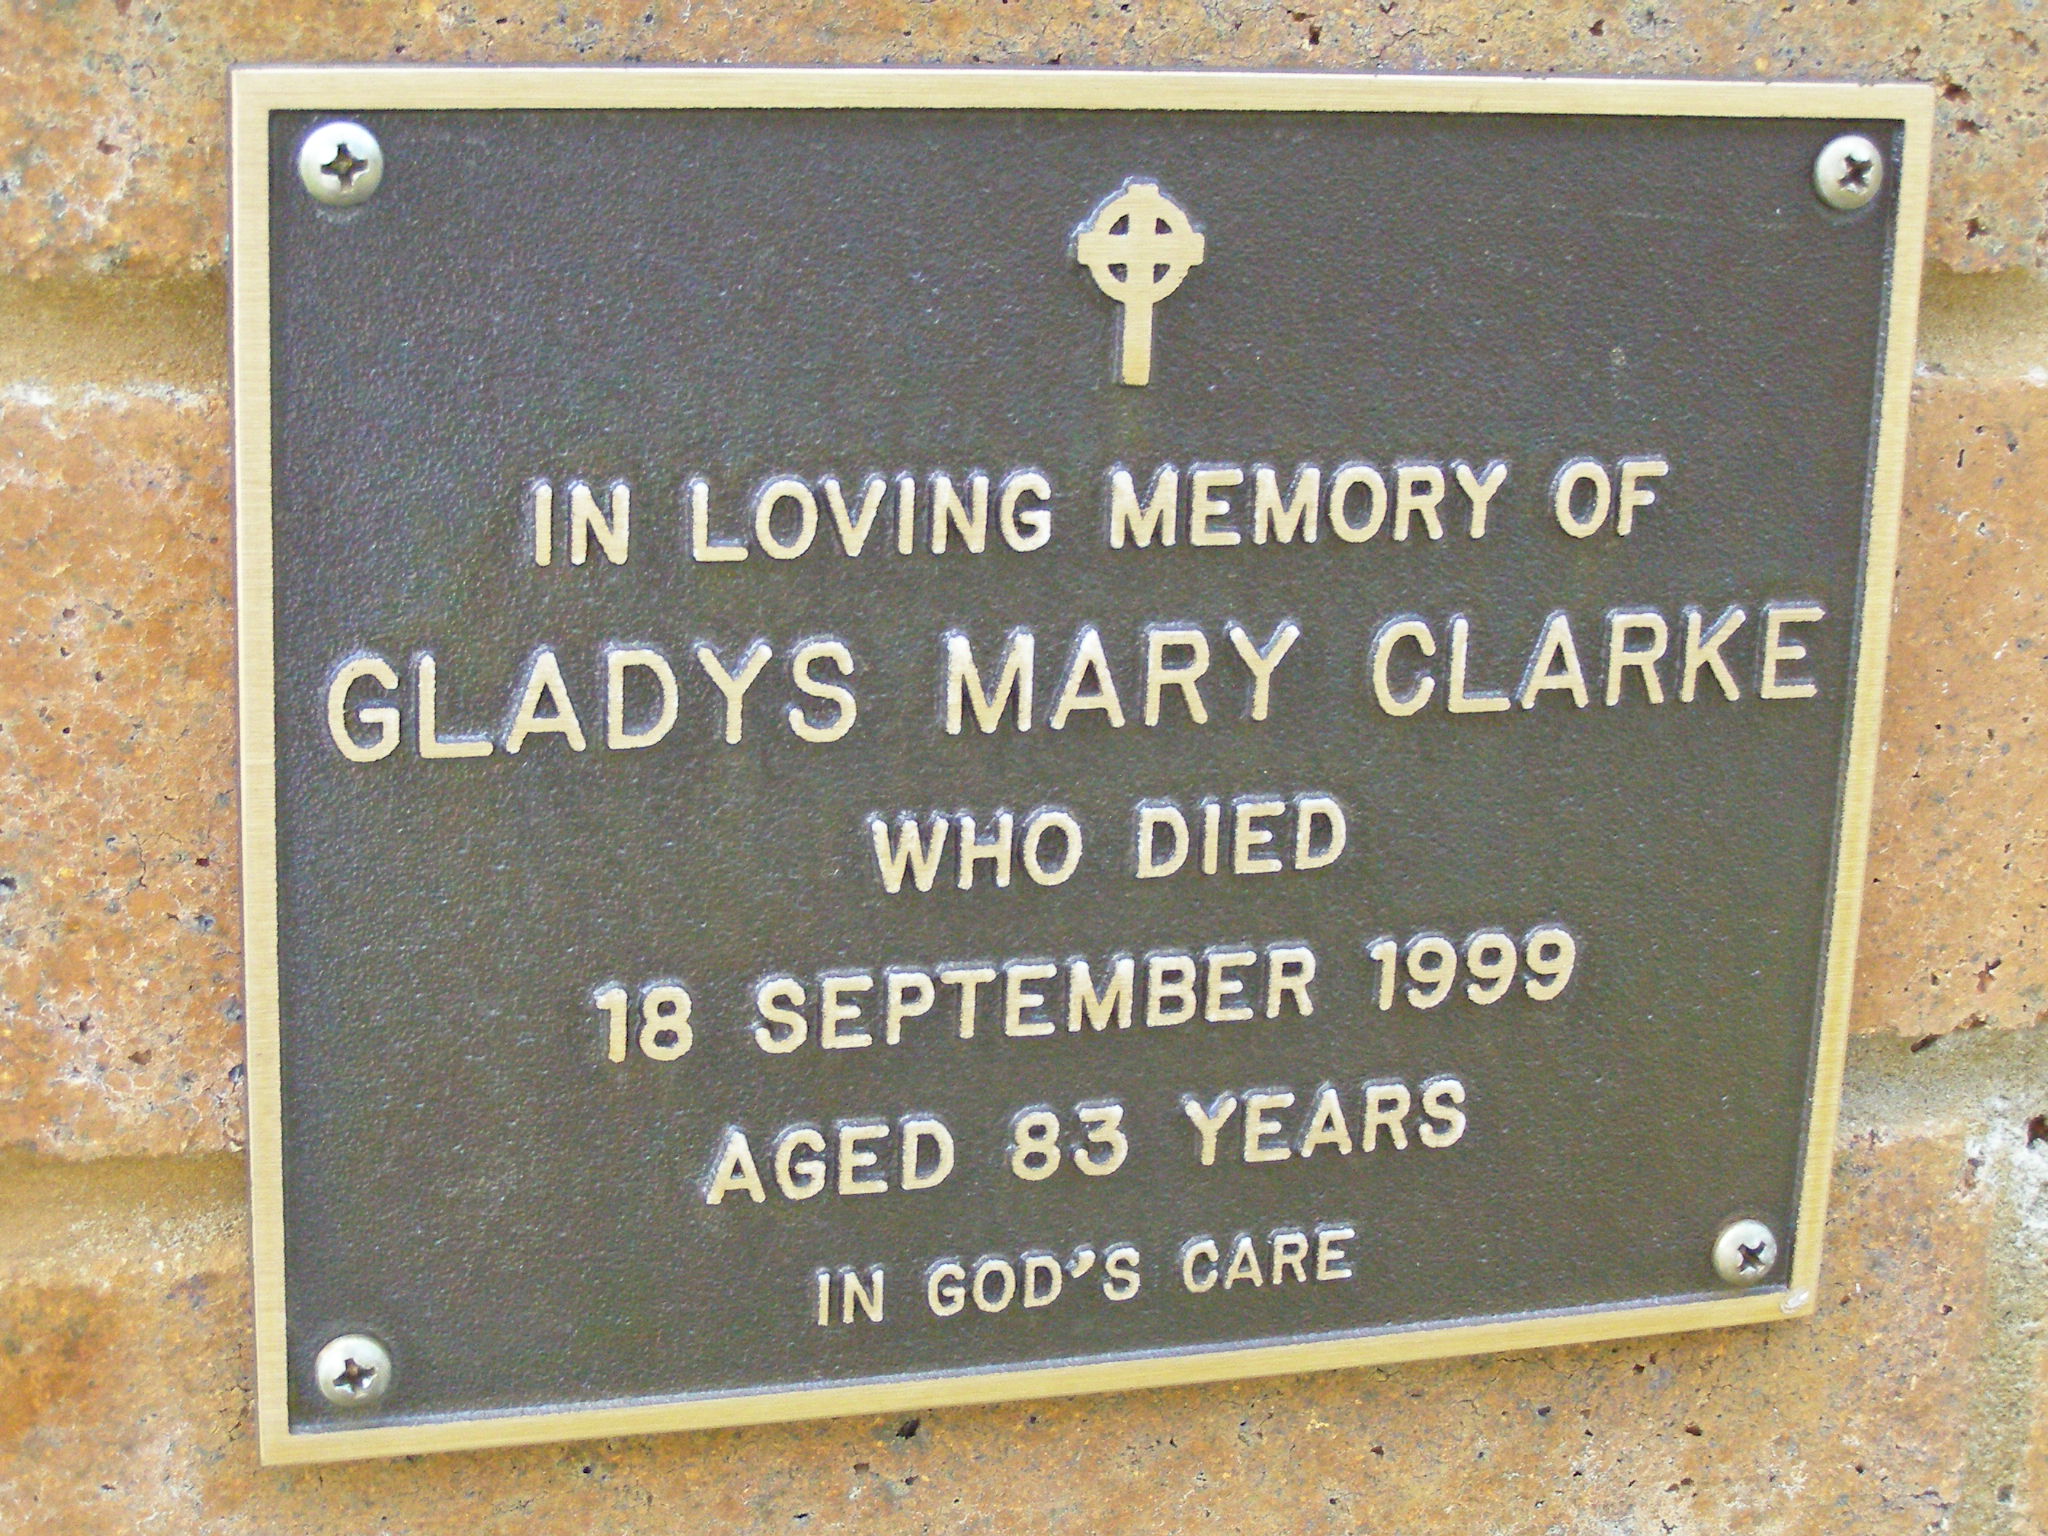 IN LOVING MEMORY OF
GLADYS MARY CLARKE
WHO DIED
18 SEPTEMBER 1999
AGED 83 YEARS
IN GOD'S CARE